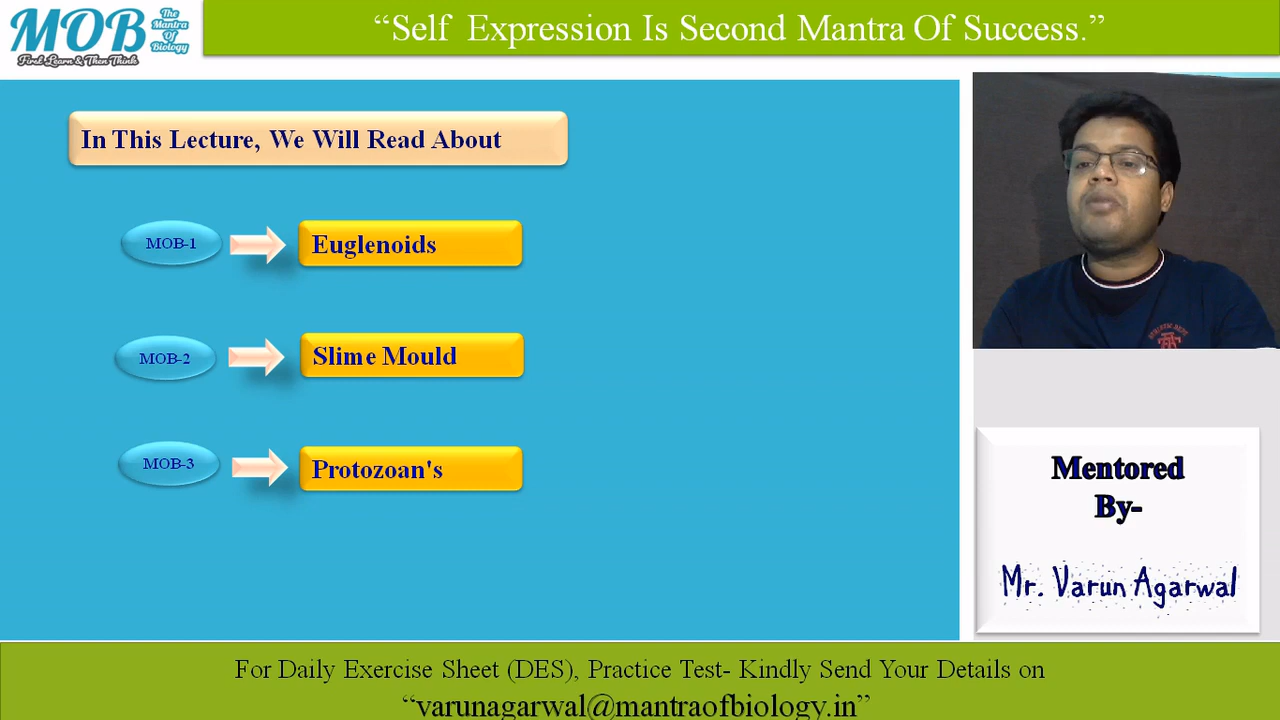 MOB The Mantra Of Biology
First Learn & Then Think
“Self Expression Is Second Mantra Of Success.”
In This Lecture, We Will Read About
MOB-1
Euglenoids
MOB-2
Slime Mould
MOB-3
Protozoan's
Mentored
By-
Mr. Varun Agarwal
For Daily Exercise Sheet (DES), Practice Test- Kindly Send Your Details on
“varunagarwal@mantraofbiology.in”